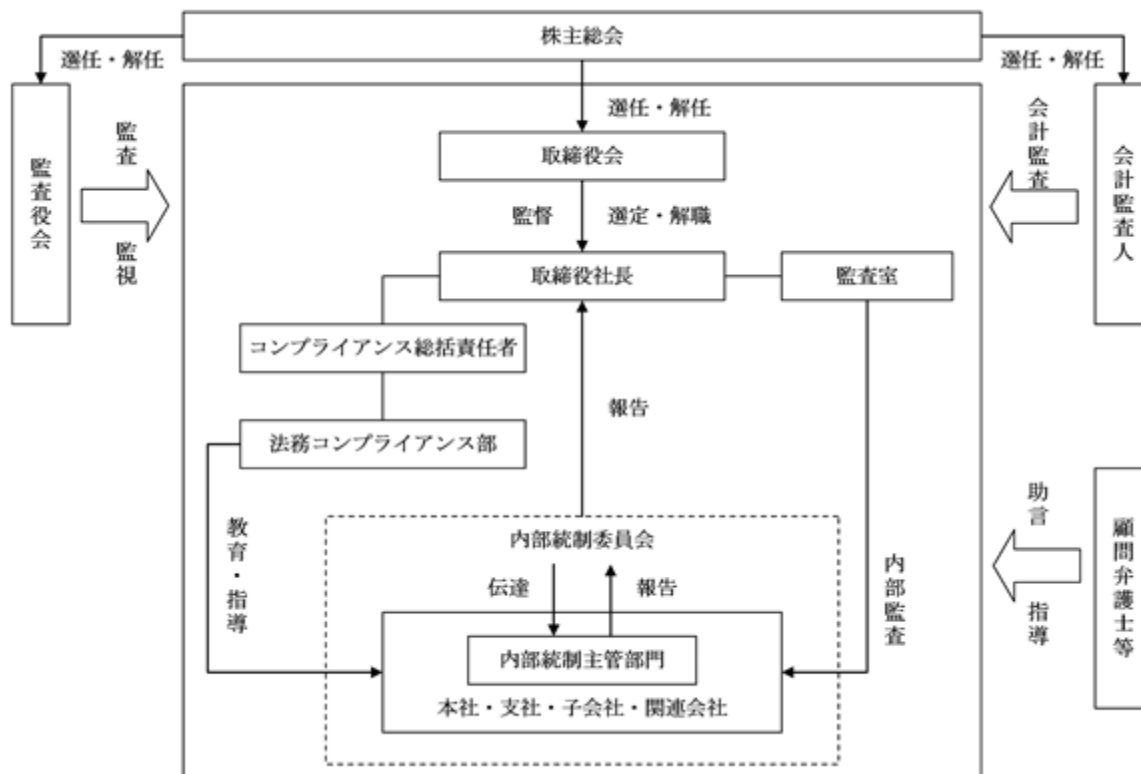 株主総会
選任・解任
選任・解任
選任・解任
監査役会
監査
監視
取締役会
会計監査
会計監査人
監督
選定・解職
取締役社長
監査室
コンプライアンス総括責任者
報告
法務コンプライアンス部
教育・指導
内部統制委員会
伝達
報告
内部統制主管部門
本社・支社・子会社・関連会社
内部監査
助言
指導
顧問弁護士等